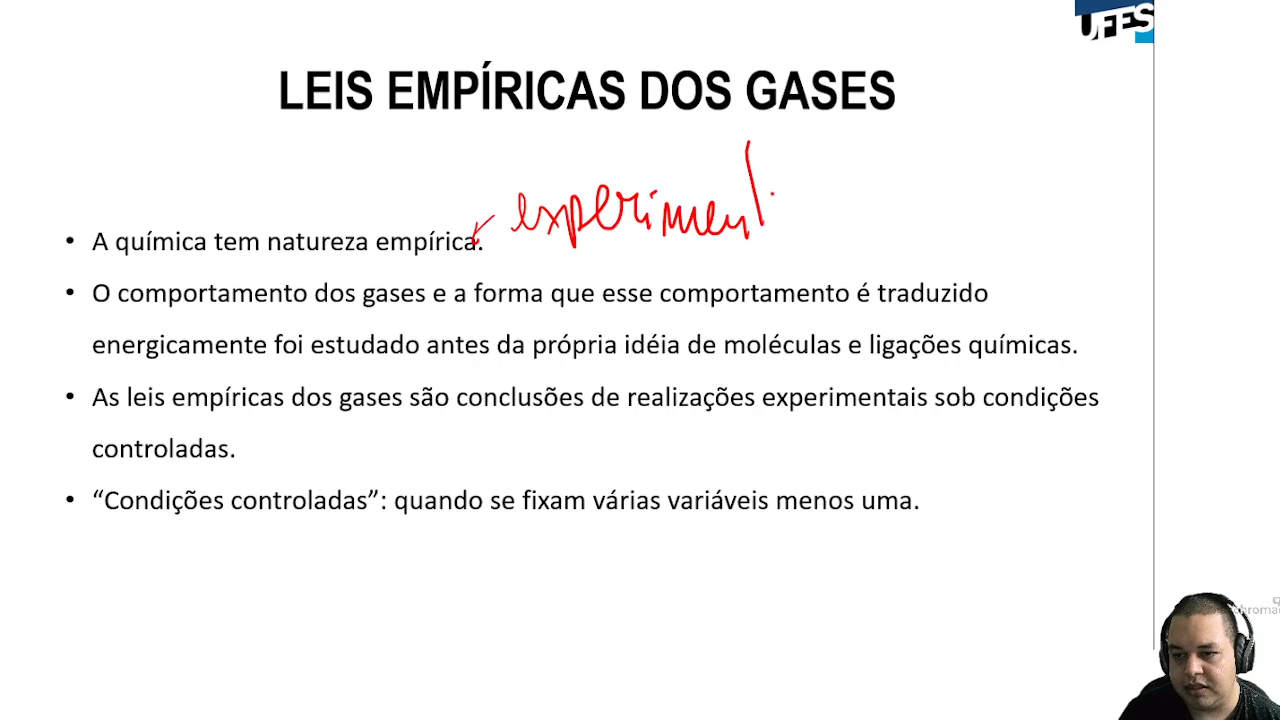 UFES
LEIS EMPÍRICAS DOS GASES
experiment
• A química tem natureza empírica.
• O comportamento dos gases e a forma que esse comportamento é traduzido
energicamente foi estudado antes da própria idéia de moléculas e ligações químicas.
• As leis empíricas dos gases são conclusões de realizações experimentais sob condições
controladas.
• “Condições controladas”: quando se fixam várias variáveis menos uma.